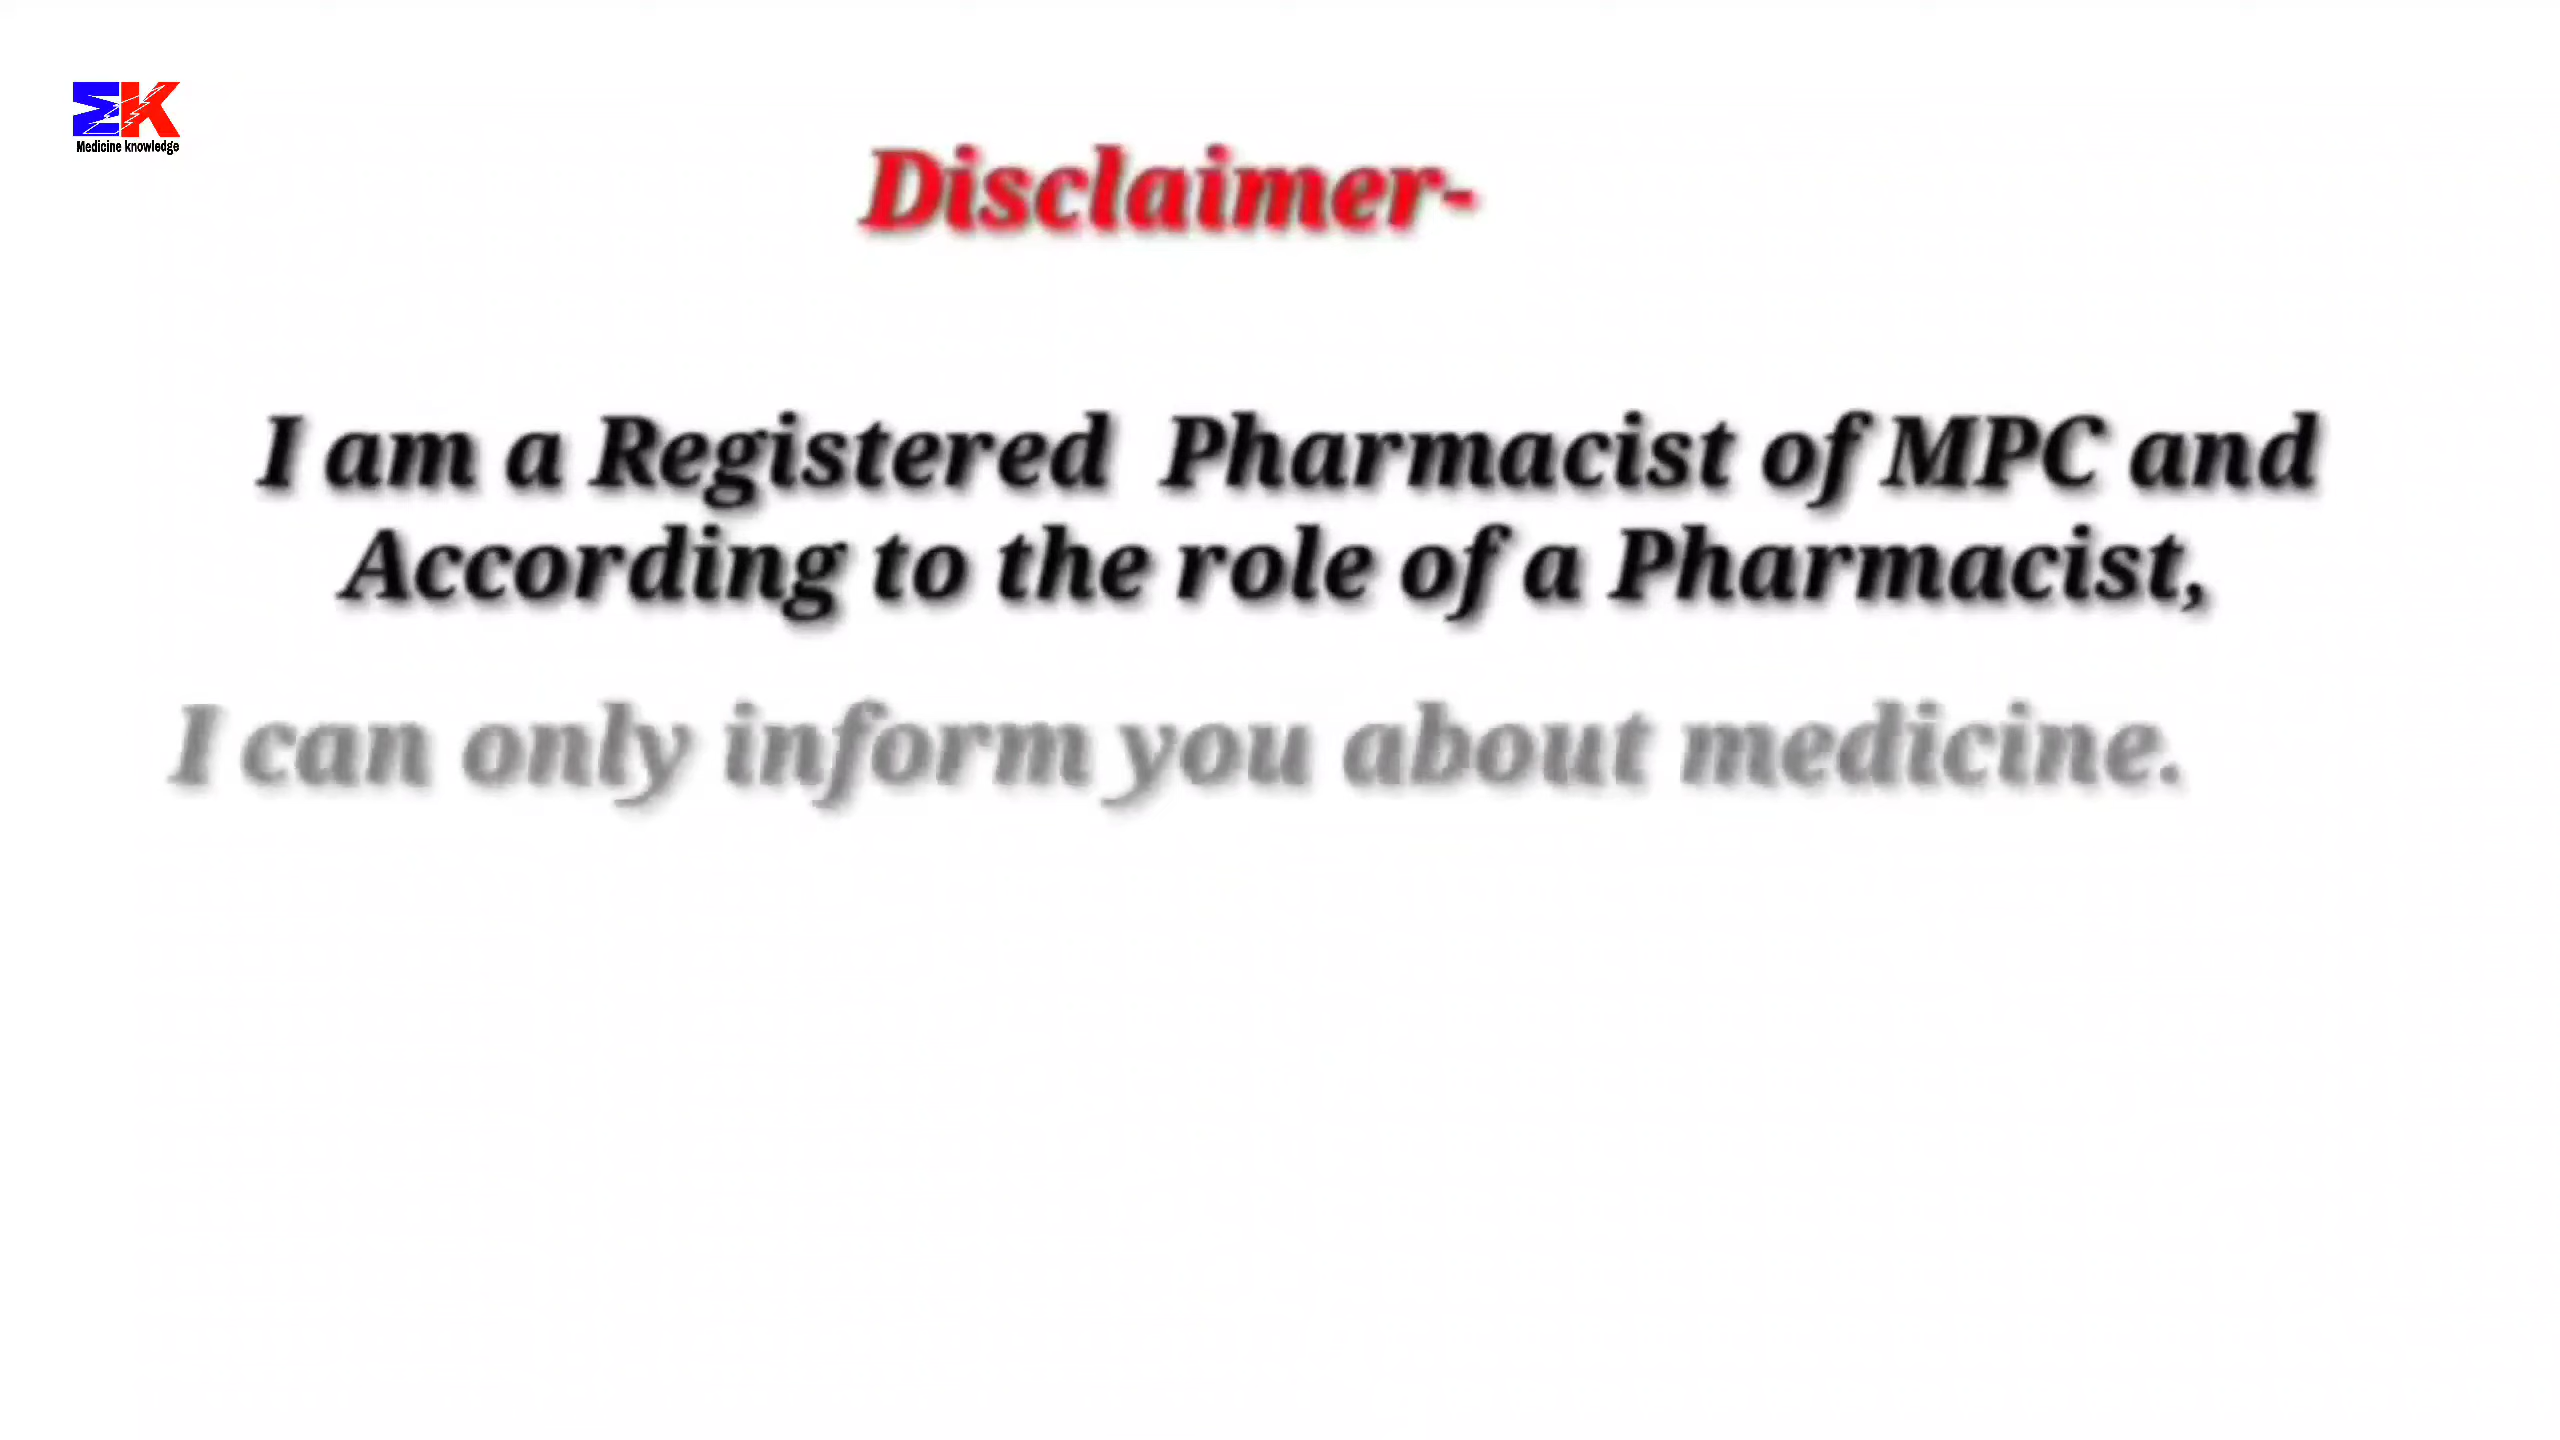 MK
Medicine knowledge
Disclaimer-
I am a Registered Pharmacist of MPC and
According to the role of a Pharmacist,
I can only inform you about medicine.